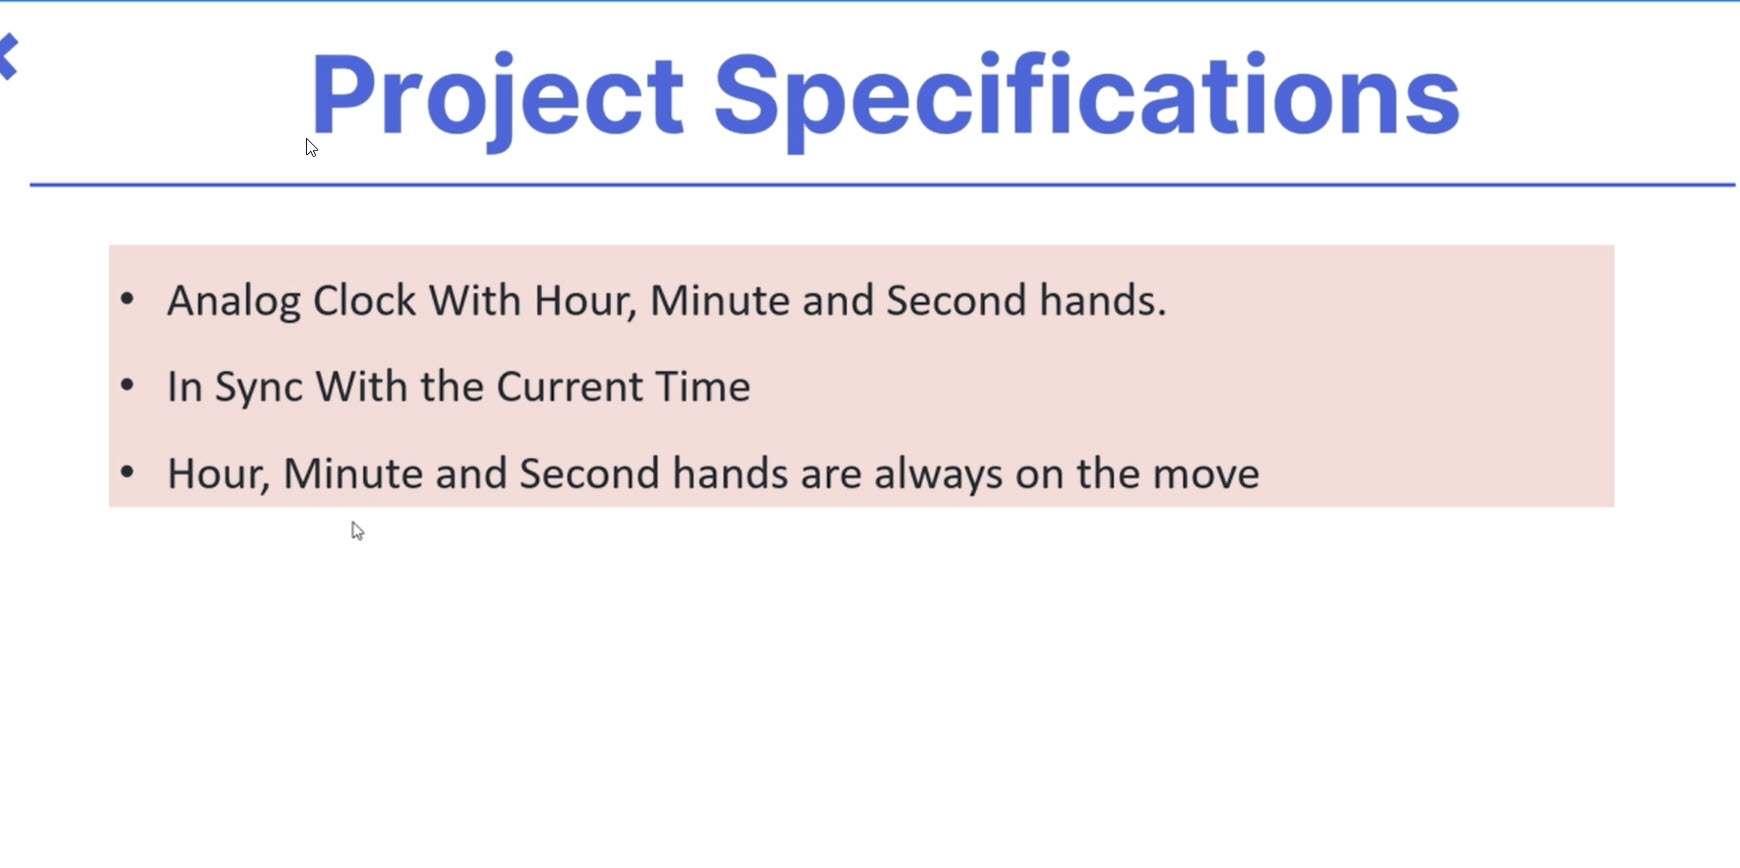 Project Specifications
• Analog Clock With Hour, Minute and Second hands.
• In Sync With the Current Time
• Hour, Minute and Second hands are always on the move